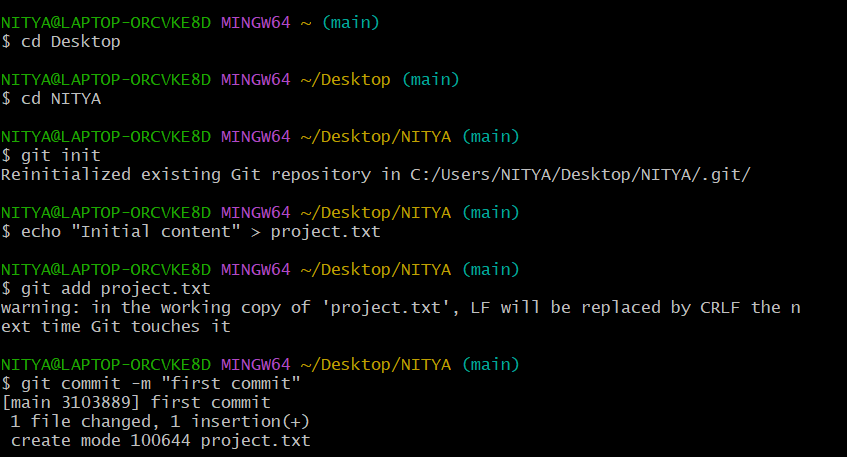 NITYA@LAPTOP-ORCVKE8D MINGW64 ~ (main)
$ cd Desktop
NITYA@LAPTOP-ORCVKE8D MINGW64 ~/Desktop (main)
$ cd NITYA
NITYA@LAPTOP-ORCVKE8D MINGW64 ~/Desktop/NITYA (main)
$ git init
Reinitialized existing Git repository in C:/Users/NITYA/Desktop/NITYA/.git/
NITYA@LAPTOP-ORCVKE8D MINGW64 ~/Desktop/NITYA (main)
$ echo "Initial content" > project.txt
NITYA@LAPTOP-ORCVKE8D MINGW64 ~/Desktop/NITYA (main)
$ git add project.txt
warning: in the working copy of 'project.txt', LF will be replaced by CRLF the n
ext time Git touches it
NITYA@LAPTOP-ORCVKE8D MINGW64 ~/Desktop/NITYA (main)
$ git commit -m "first commit"
[main 3103889] first commit
 1 file changed, 1 insertion(+)
 create mode 100644 project.txt